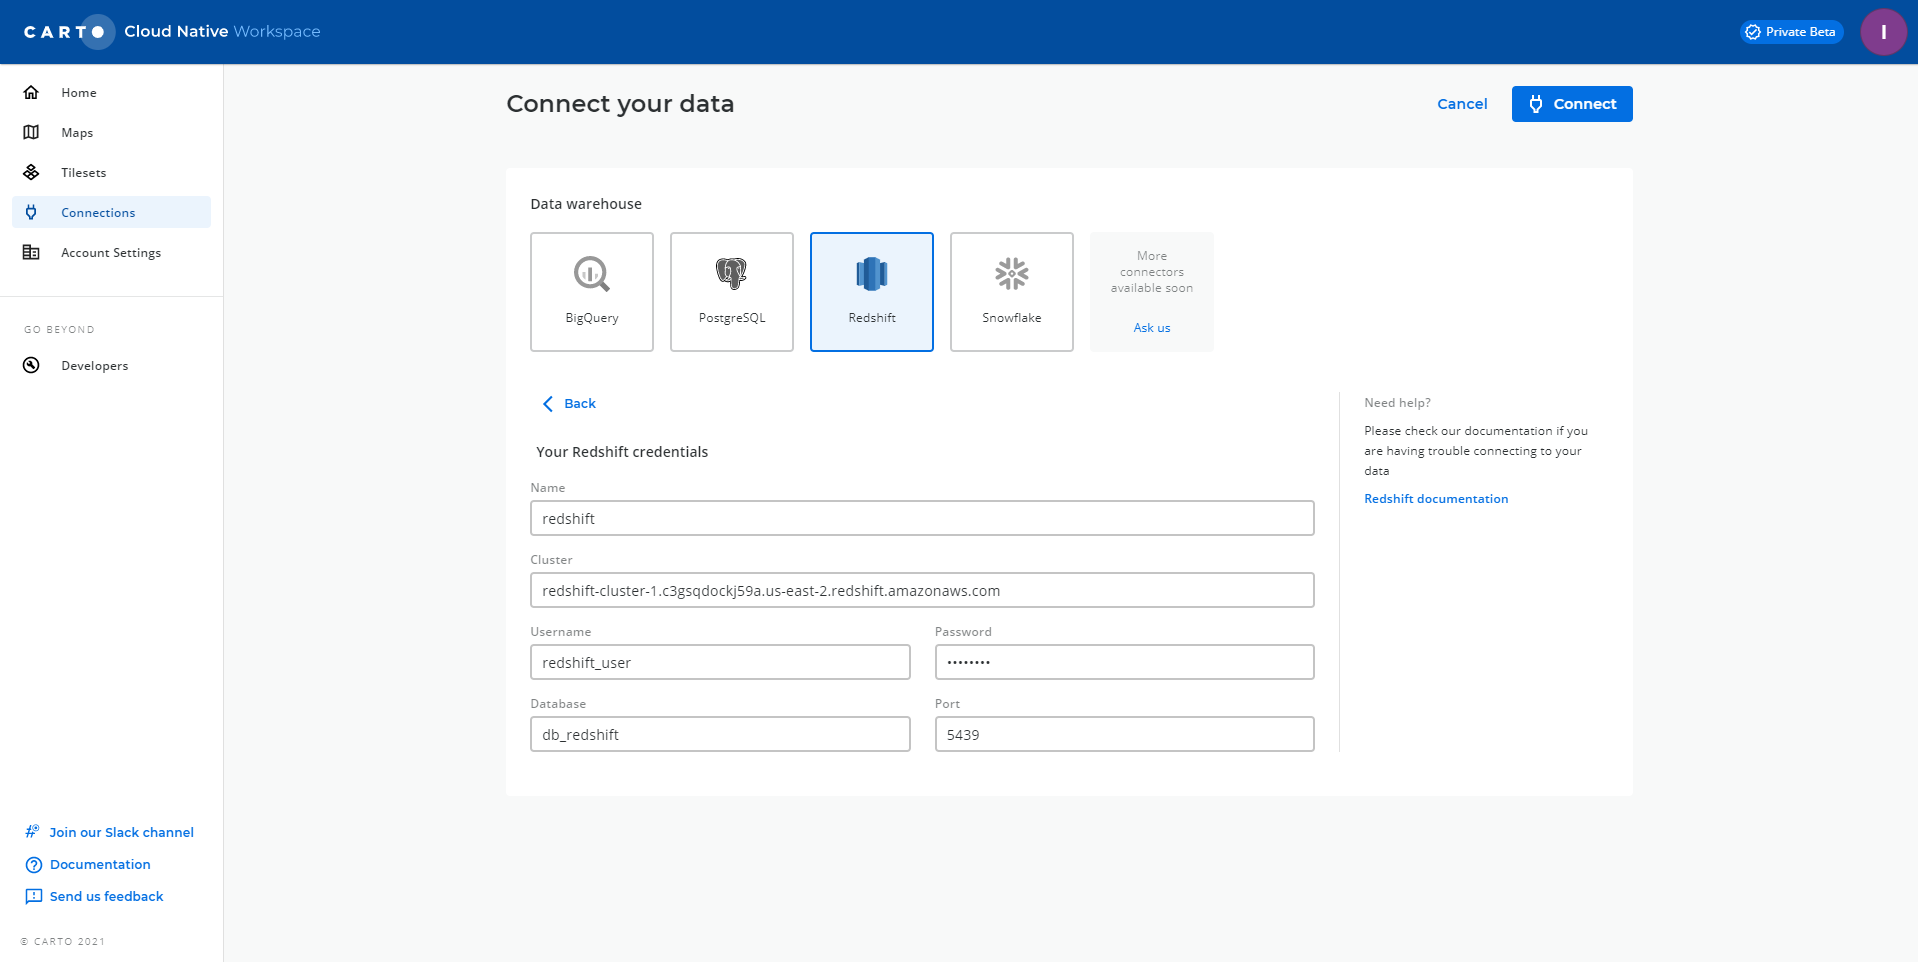 CARTO Cloud Native Workspace
Private Beta
I
Home
Maps
Tilesets
Connections
Account Settings
GO BEYOND
Developers
Join our Slack channel
Documentation
Send us feedback
© CARTO 2021
Connect your data
Cancel
Connect
Data warehouse
BigQuery
PostgreSQL
Redshift
Snowflake
More
connectors
available soon
Ask us
Back
Your Redshift credentials
Name
redshift
Cluster
redshift-cluster-1.c3gsqdockj59a.us-east-2.redshift.amazonaws.com
Username
redshift_user
Password
••••••••
Database
db_redshift
Port
5439
Need help?
Please check our documentation if you
are having trouble connecting to your
data
Redshift documentation